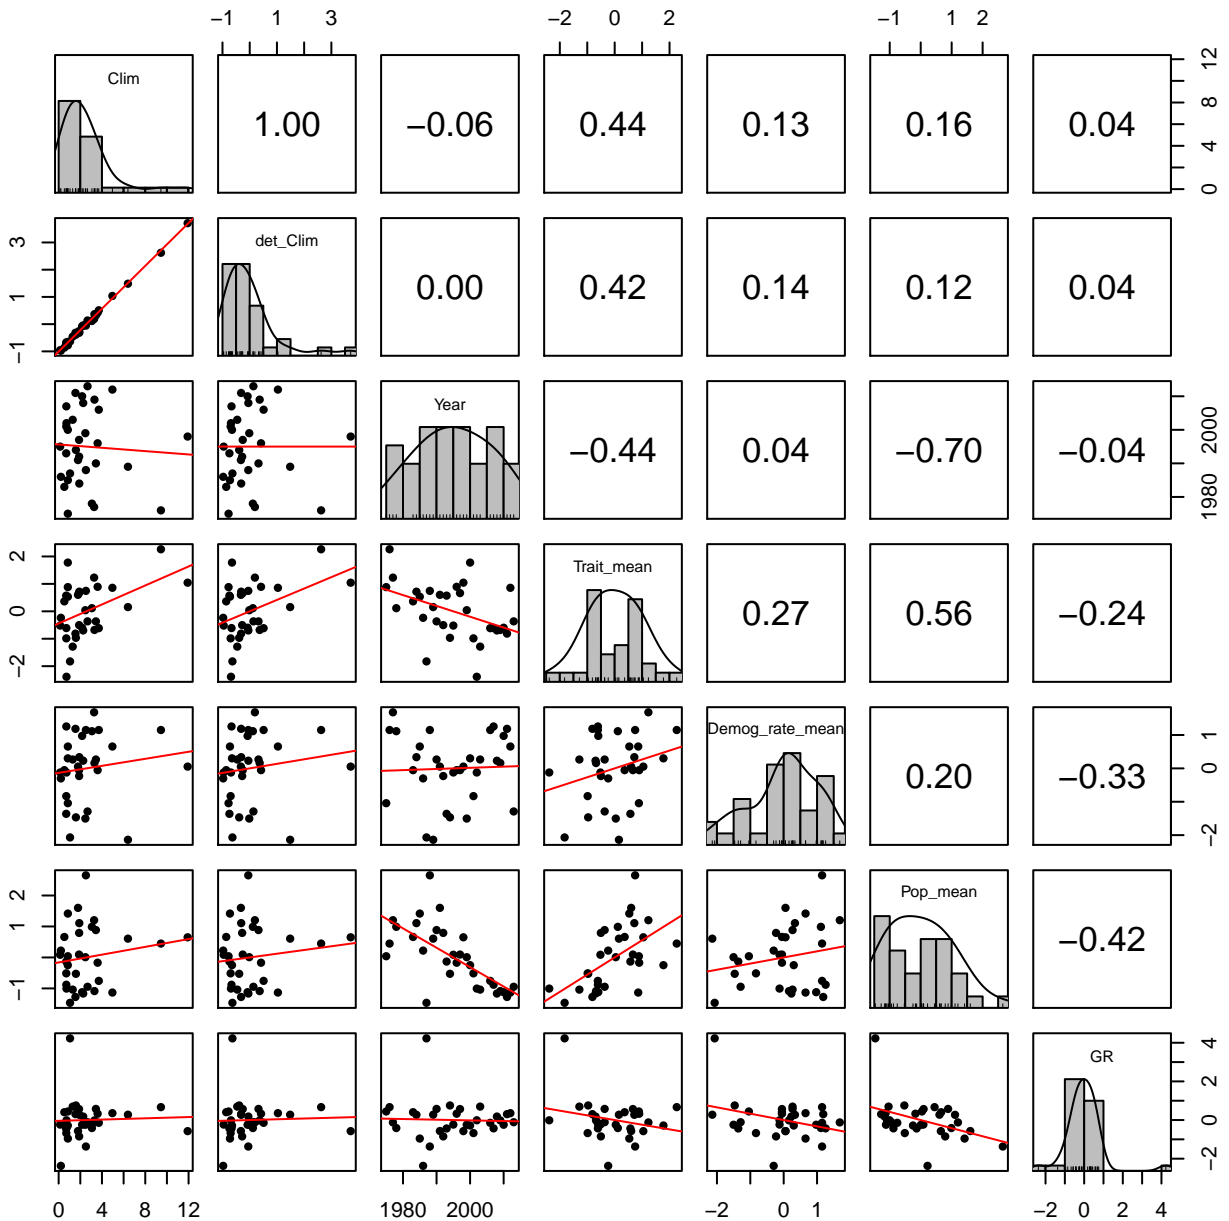 −1 1 3 −2 0 2 −1 1 2
Clim 1.00 −0.06 0.44 0.13 0.16 0.04 0 4 8 12
−1 1 3 det_Clim 0.00 0.42 0.14 0.12 0.04
Year −0.44 0.04 −0.70 −0.04 1980 2000
−2 0 2 Trait_mean 0.27 0.56 −0.24
Demog_rate_mean 0.20 −0.33 −2 0 1
−1 1 2 Pop_mean −0.42
GR −2 0 2 4
0 4 8 12 1980 2000 −2 0 1 −2 0 2 4